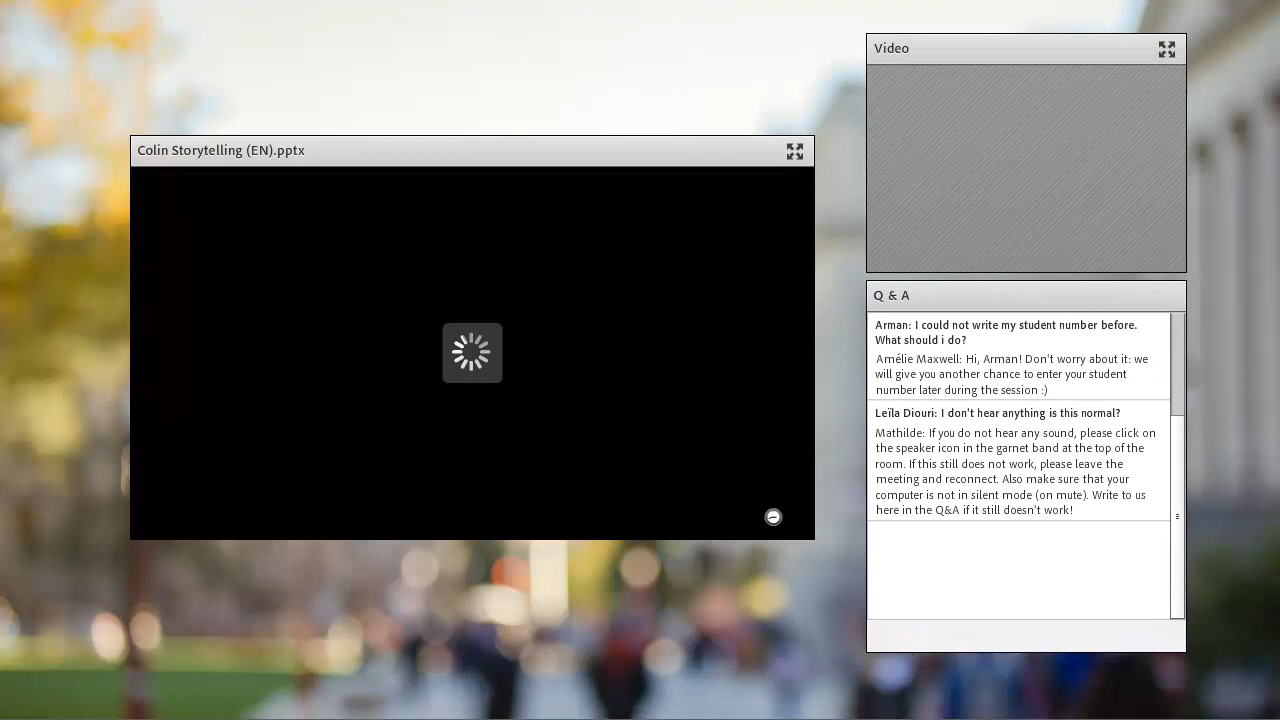 Colin Storytelling (EN).pptx
Video
Q & A
Arman: I could not write my student number before.
What should i do?
Amélie Maxwell: Hi, Arman! Don't worry about it: we
will give you another chance to enter your student
number later during the session :)
Leïla Diouri: I don't hear anything is this normal?
Mathilde: If you do not hear any sound, please click on
the speaker icon in the garnet band at the top of the
room. If this still does not work, please leave the
meeting and reconnect. Also make sure that your
computer is not in silent mode (on mute). Write to us
here in the Q&A if it still doesn't work!